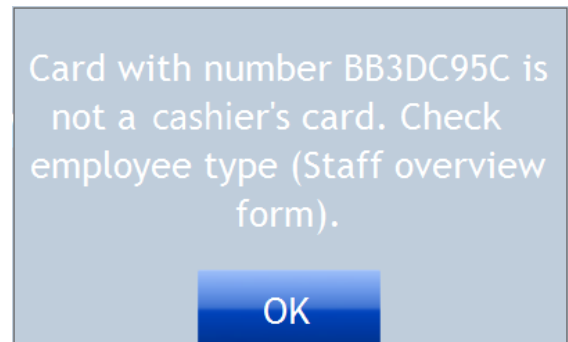 Card with number BB3DC95C is
not a cashier's card. Check
employee type (Staff overview
form).
OK